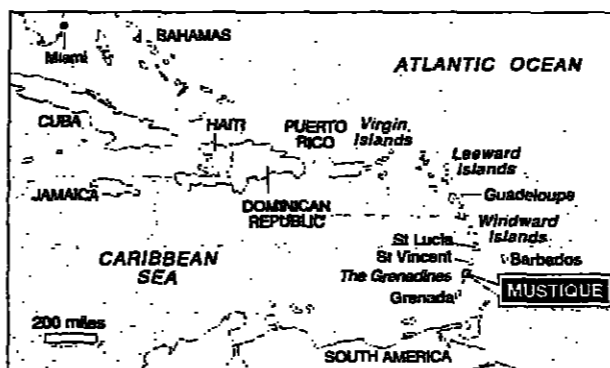 BAHAMAS
Miami
ATLANTIC OCEAN
CUBA
HAITI
PUERTO
RICO
Virgin
Islands
Leeward
Islands
Guadeloupe
JAMAICA
DOMINICAN
REPUBLIC
Windward
Islands
St Lucia
CARIBBEAN
SEA
St Vincent
Barbados
The Grenadines
MUSTIQUE
Grenada
200 miles
SOUTH AMERICA